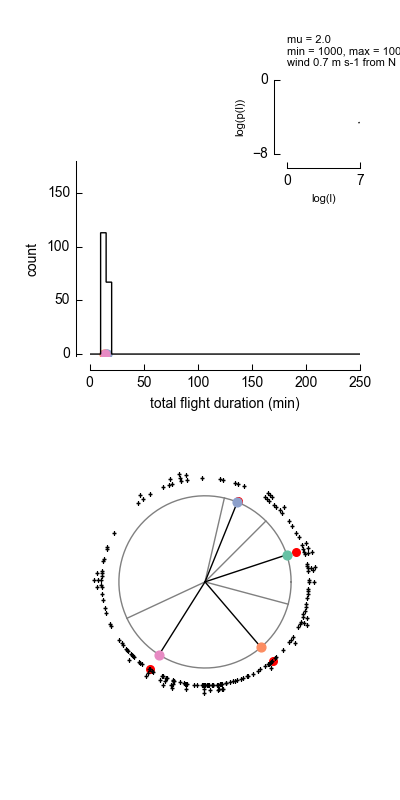 mu = 2.0
min = 1000, max = 100
wind 0.7 m s-1 from N
0
−8
log(p(l))
0 7
log(l)
150
100
50
0
count
0 50 100 150 200 250
total flight duration (min)